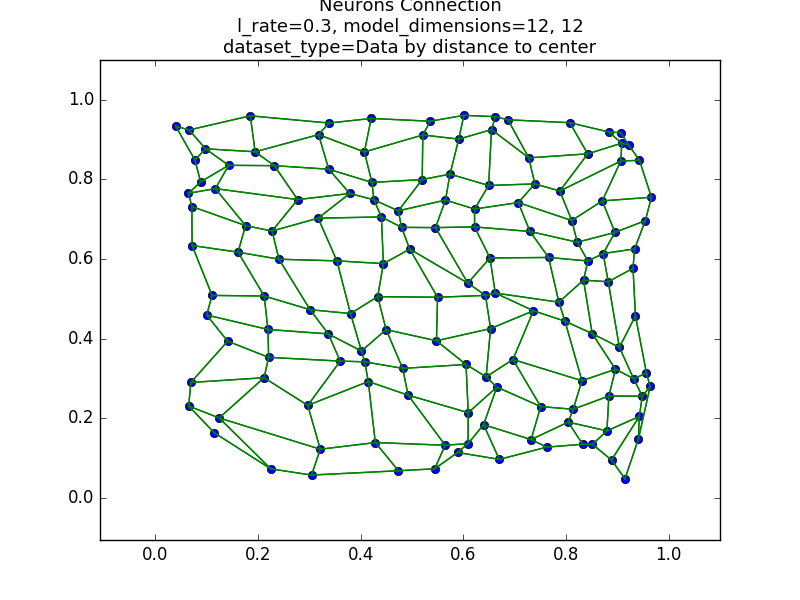 Neurons Connection
l_rate=0.3, model_dimensions=12, 12
dataset_type=Data by distance to center
1.0
0.8
0.6
0.4
0.2
0.0
0.0 0.2 0.4 0.6 0.8 1.0